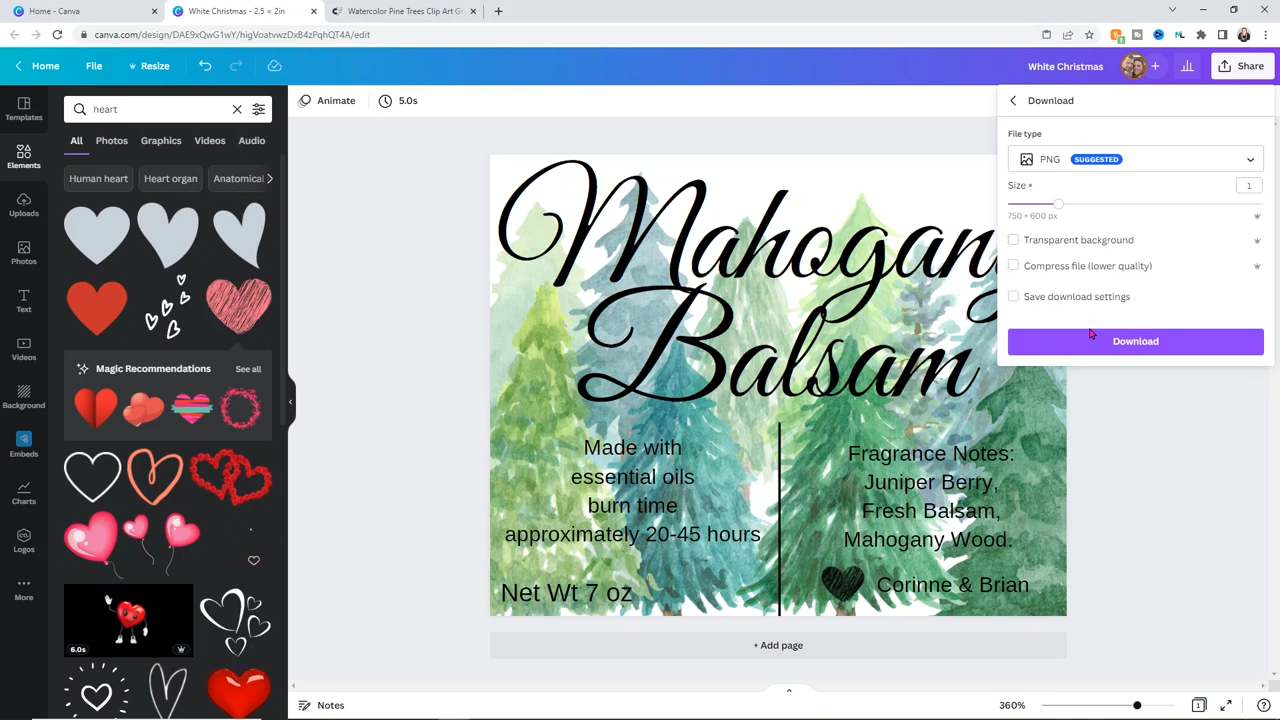 Home - Canva
White Christmas - 2.5 × 2in
Watercolor Pine Trees Clip Art G
canva.com/design/DAE9xQwG1wY/higVoatvwzDxB4zPqhQT4A/edit
Home
File
Resize
White Christmas
Share
Templates
Elements
Uploads
Photos
Text
Videos
Background
Embeds
Charts
Logos
More
heart
All
Photos
Graphics
Videos
Audio
Human heart
Heart organ
Anatomical
Magic Recommendations
See all
6.0s
Animate
5.0s
Mahogany
Balsam
Made with
essential oils
burn time
approximately 20-45 hours
Net Wt 7 oz
Fragrance Notes:
Juniper Berry,
Fresh Balsam,
Mahogany Wood.
Corinne & Brian
+ Add page
Download
File type
PNG
SUGGESTED
Size ×
1
750 × 600 px
Transparent background
Compress file (lower quality)
Save download settings
Download
Notes
360%
1